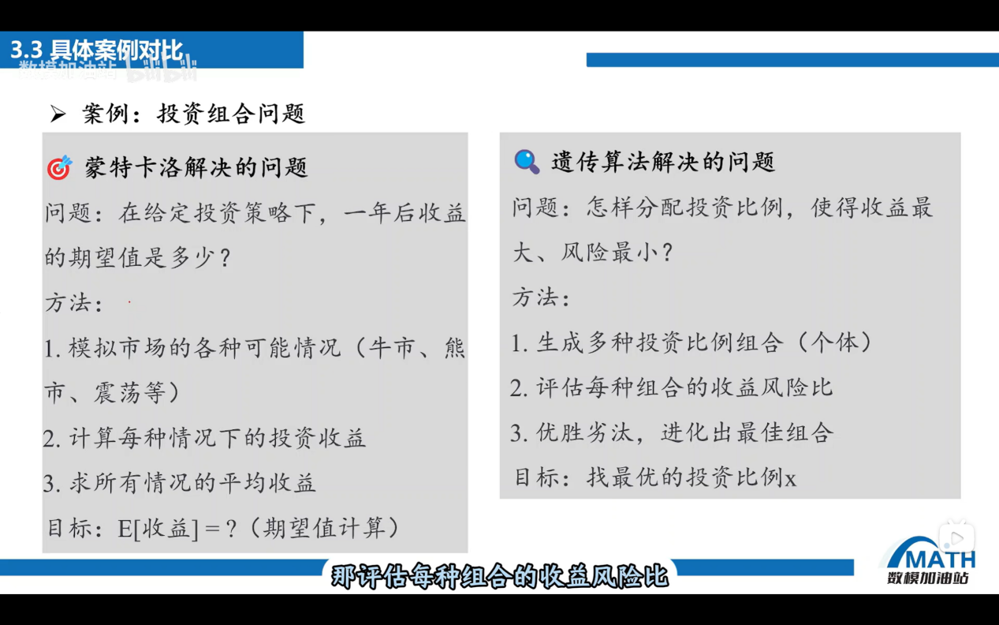 3.3 具体案例对比
数模加油站 bilibili
案例：投资组合问题
蒙特卡洛解决的问题
问题：在给定投资策略下，一年后收益
的期望值是多少？
方法：
1. 模拟市场的各种可能情况（牛市、熊
市、震荡等）
2. 计算每种情况下的投资收益
3. 求所有情况的平均收益
目标：E[收益] = ?（期望值计算）
遗传算法解决的问题
问题：怎样分配投资比例，使得收益最
大、风险最小？
方法：
1. 生成多种投资比例组合（个体）
2. 评估每种组合的收益风险比
3. 优胜劣汰，进化出最佳组合
目标：找最优的投资比例x
MATH
数模加油站
那评估每种组合的收益风险比